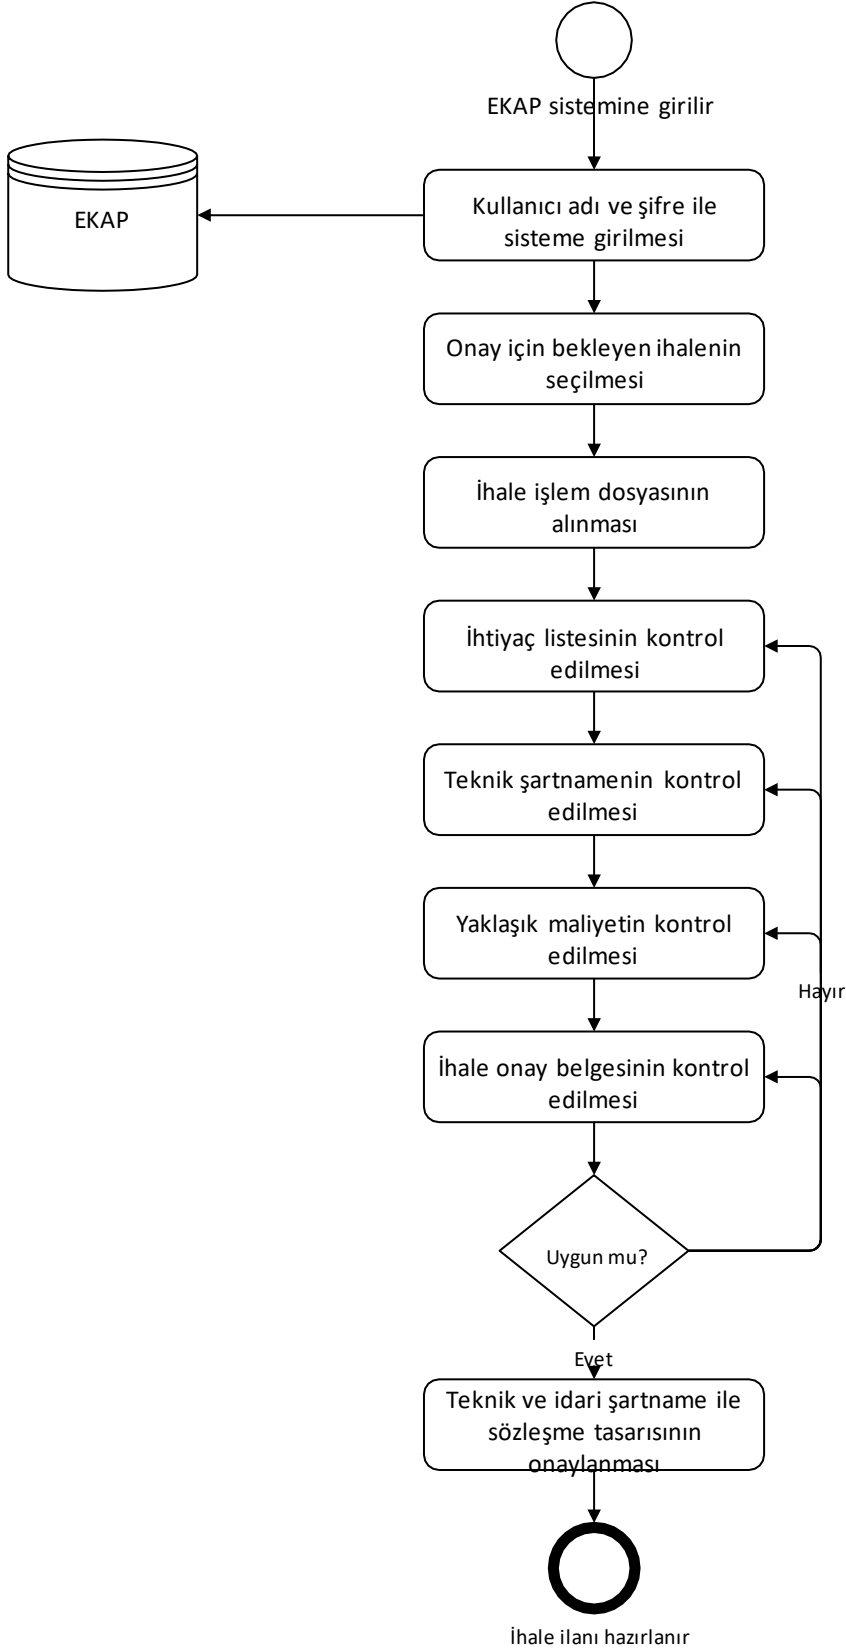 EKAP sistemine girilir
EKAP
Kullanıcı adı ve şifre ile
sisteme girilmesi
Onay için bekleyen ihalenin
seçilmesi
İhale işlem dosyasının
alınması
İhtiyaç listesinin kontrol
edilmesi
Teknik şartnamenin kontrol
edilmesi
Yaklaşık maliyetin kontrol
edilmesi
Hayır
İhale onay belgesinin kontrol
edilmesi
Uygun mu?
Evet
Teknik ve idari şartname ile
sözleşme tasarısının
onaylanması
İhale ilanı hazırlanır